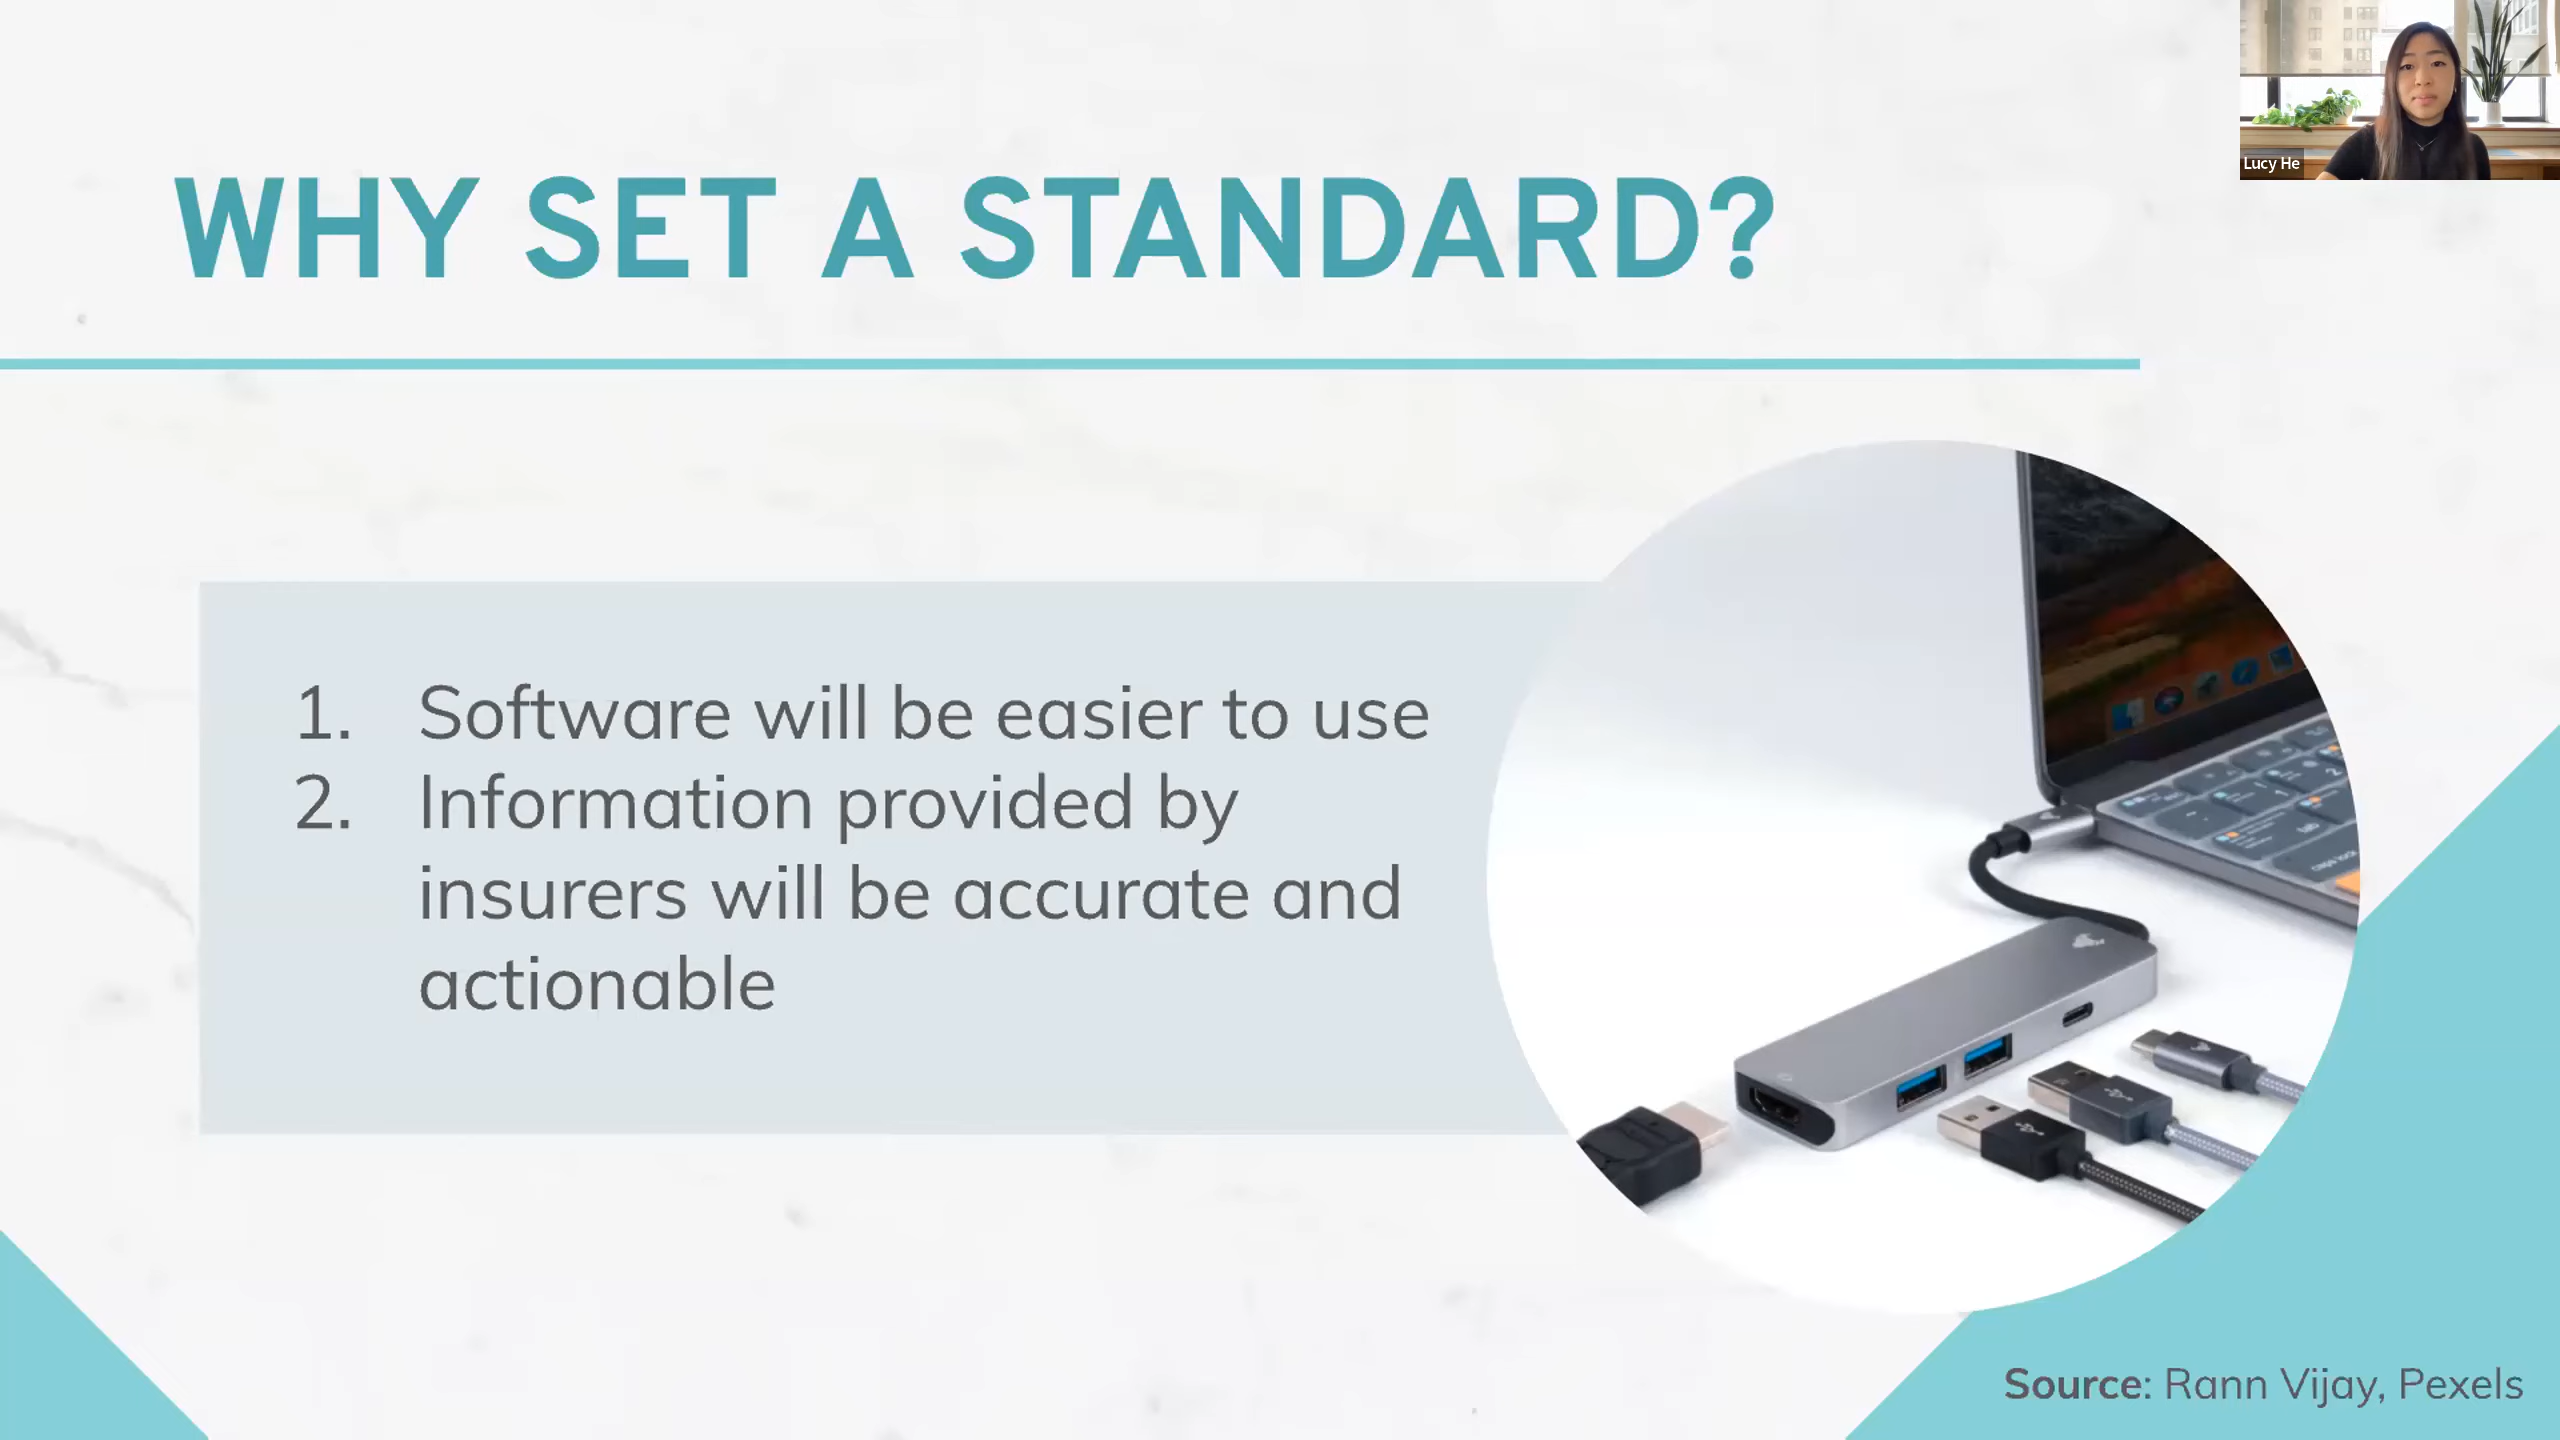 Lucy He
WHY SET A STANDARD?
1. Software will be easier to use
2. Information provided by
insurers will be accurate and
actionable
Source: Rann Vijay, Pexels